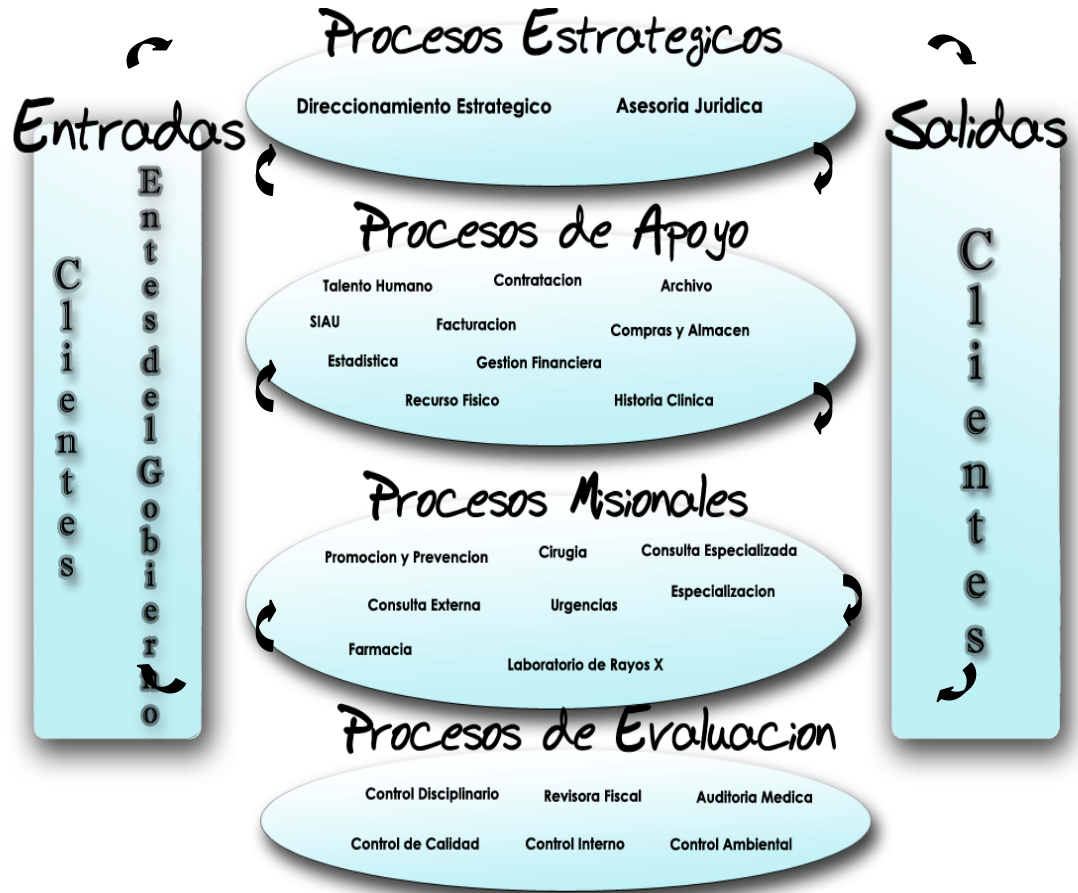 Procesos Estrategicos
Direccionamiento Estrategico
Asesoria Juridica
Entradas
Clientes
Entes del Gobierno
Procesos de Apoyo
Talento Humano
Contratacion
Archivo
SIAU
Facturacion
Compras y Almacen
Estadistica
Gestion Financiera
Recurso Fisico
Historia Clinica
Procesos Misionales
Promocion y Prevencion
Cirugia
Consulta Especializada
Consulta Externa
Urgencias
Especializacion
Farmacia
Laboratorio de Rayos X
Procesos de Evaluacion
Control Disciplinario
Revisora Fiscal
Auditoria Medica
Control de Calidad
Control Interno
Control Ambiental
Salidas
Clientes